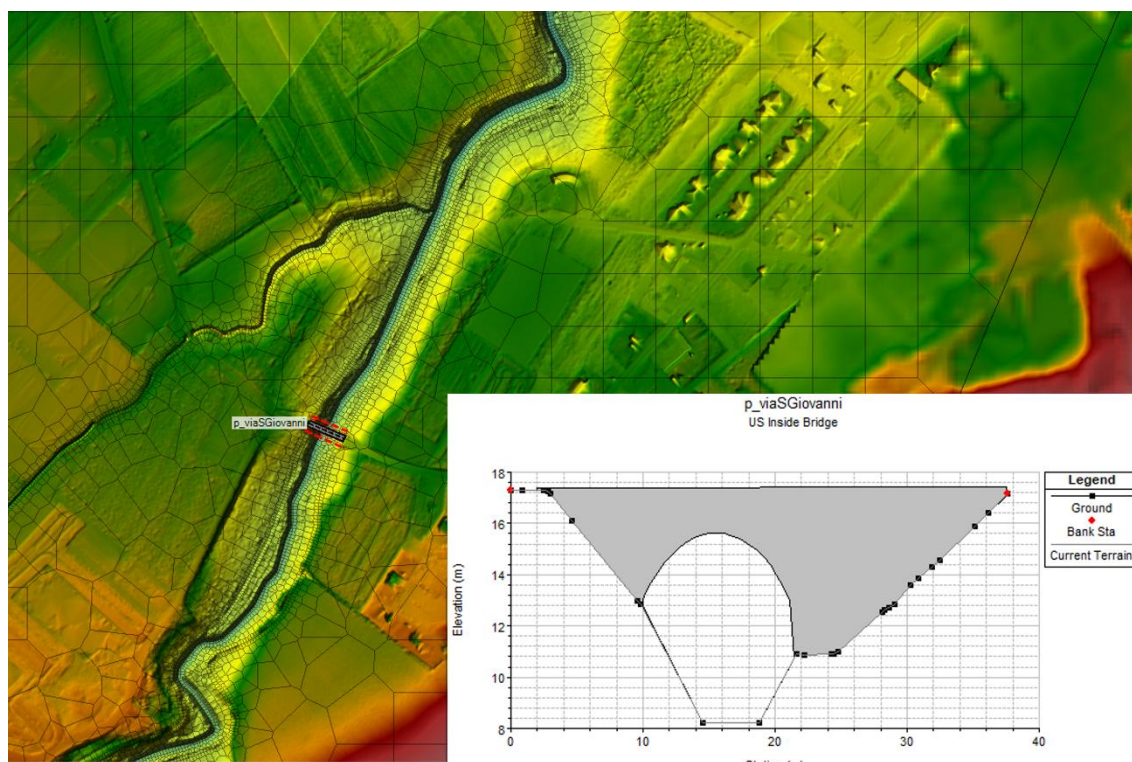 p_viaSGiovanni
p_viaSGiovanni
US Inside Bridge
Legend
Ground
Bank Sta
Current Terrain
Elevation (m)
18
16
14
12
10
8
0
10
20
30
40